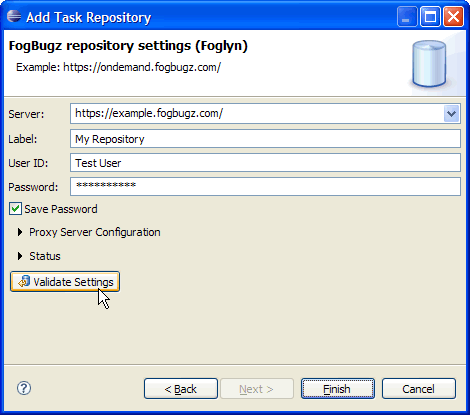 Add Task Repository
FogBugz repository settings (Foglyn)
Example: https://ondemand.fogbugz.com/
Server: https://example.fogbugz.com/
Label: My Repository
User ID: Test User
Password: **********
Save Password
Proxy Server Configuration
Status
Validate Settings
? < Back Next > Finish Cancel